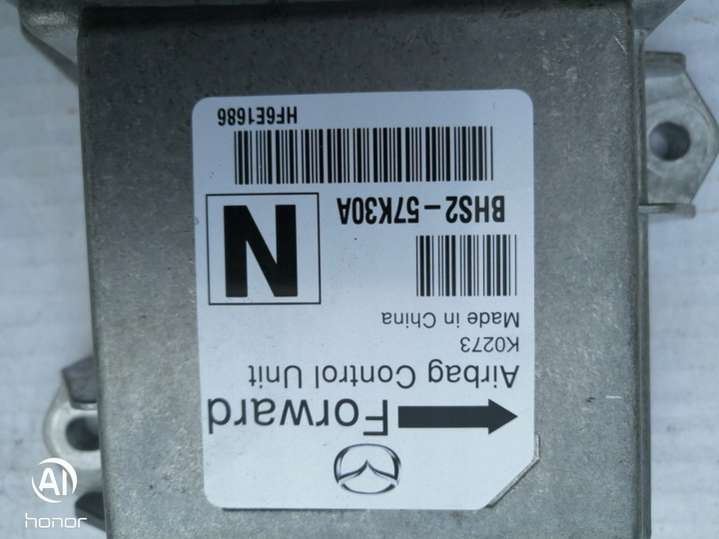 Forward
Airbag Control Unit
K0273
Made in China
BHS2-57K30A
N
HF6E1686
AI
honor